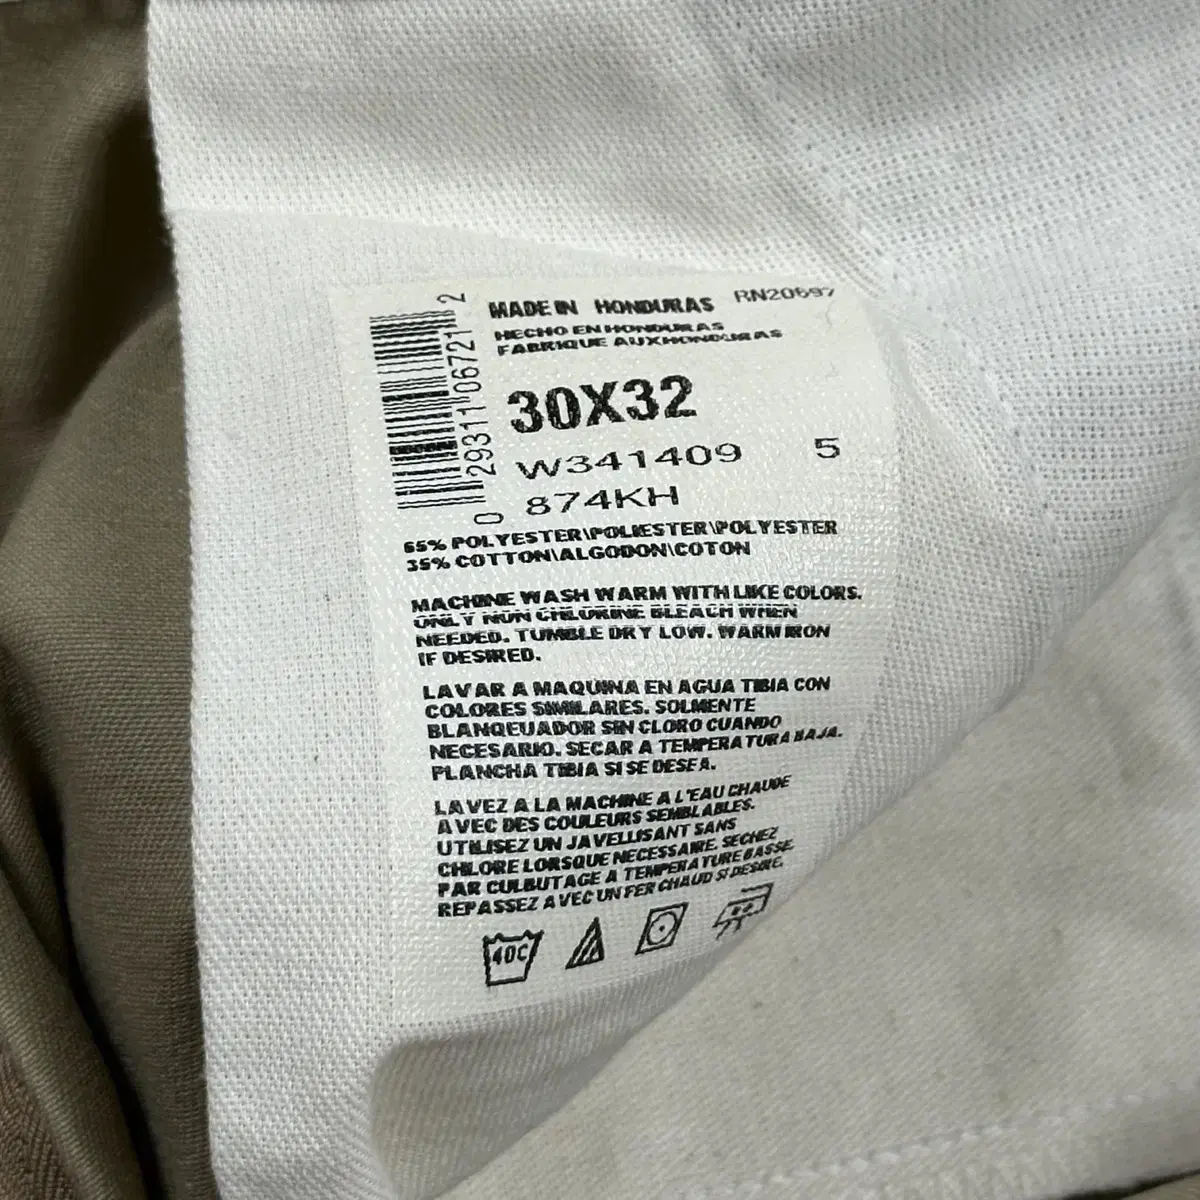 MADE IN HONDURAS RN20697
HECHO EN HONDURAS
FABRIQUE AUX HONDURAS
0 29311 06721 2
30X32
W341409 5
874KH
65% POLYESTER\POLIESTER\POLYESTER
35% COTTON\ALGODON\COTON
MACHINE WASH WARM WITH LIKE COLORS.
ONLY NON CHLORINE BLEACH WHEN
NEEDED. TUMBLE DRY LOW. WARM IRON
IF DESIRED.
LAVAR A MAQUINA EN AGUA TIBIA CON
COLORES SIMILARES. SOLMENTE
BLANQEUADOR SIN CLORO CUANDO
NECESARIO. SECAR A TEMPERATURA BAJA.
PLANCHA TIBIA SI SE DESEA.
LAVEZ A LA MACHINE A L'EAU CHAUDE
AVEC DES COULEURS SEMBLABLES.
UTILISEZ UN JAVELLISANT SANS
CHLORE LORSQUE NECESSAIRE. SECHEZ
PAR CULBUTAGE A TEMPERATURE BASSE.
REPASSEZ AVEC UN FER CHAUD SI DESIRE.
40C